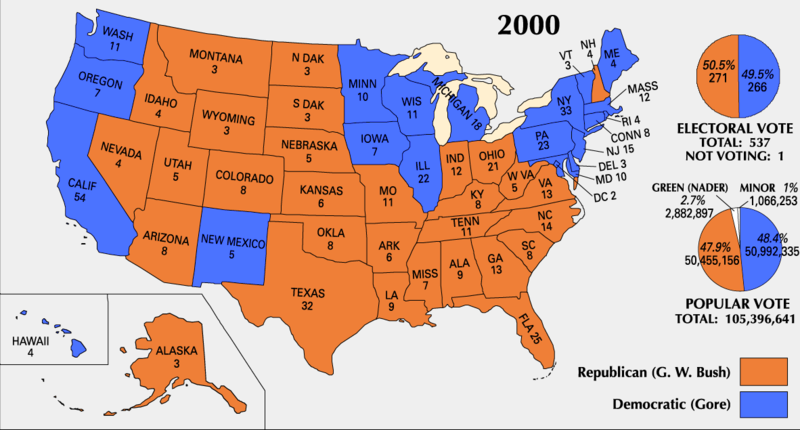 2000
WASH
11
OREGON
7
CALIF
54
NEVADA
4
IDAHO
4
MONTANA
3
WYOMING
3
UTAH
5
COLORADO
8
ARIZONA
8
NEW MEXICO
5
N DAK
3
S DAK
3
NEBRASKA
5
KANSAS
6
OKLA
8
TEXAS
32
MINN
10
IOWA
7
MO
11
ARK
6
LA
9
WIS
11
ILL
22
MICHIGAN 18
IND
12
OHIO
21
KY
8
TENN
11
MISS
7
ALA
9
GA
13
FLA 25
SC
8
NC
14
VA
13
W VA
5
PA
23
NY
33
VT
3
NH
4
ME
4
MASS
12
RI 4
CONN 8
NJ 15
DEL 3
MD 10
DC 2
HAWAII
4
ALASKA
3
50.5%
271
49.5%
266
ELECTORAL VOTE
TOTAL: 537
NOT VOTING: 1
GREEN (NADER)
2.7%
2,882,897
MINOR 1%
1,066,253
47.9%
50,455,156
48.4%
50,992,335
POPULAR VOTE
TOTAL: 105,396,641
Republican (G. W. Bush)
Democratic (Gore)